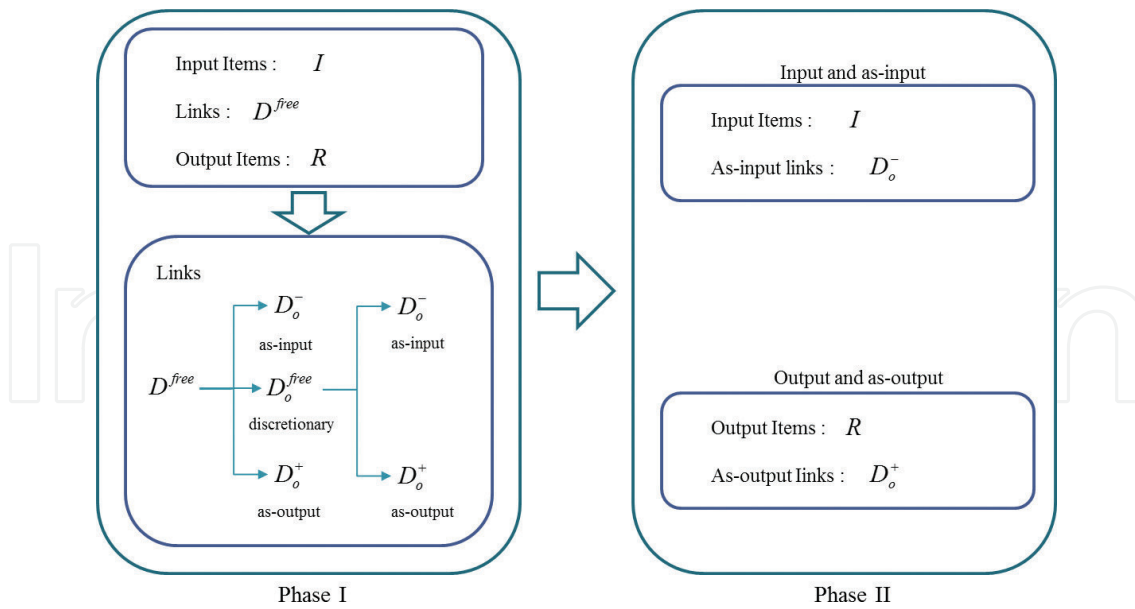 Input Items : I
Links : D^free
Output Items : R
Links
D_o^-
as-input
D_o^-
as-input
D^free
D_o^free
discretionary
D_o^+
as-output
D_o^+
as-output
Phase I
Input and as-input
Input Items : I
As-input links : D_o^-
Output and as-output
Output Items : R
As-output links : D_o^+
Phase II